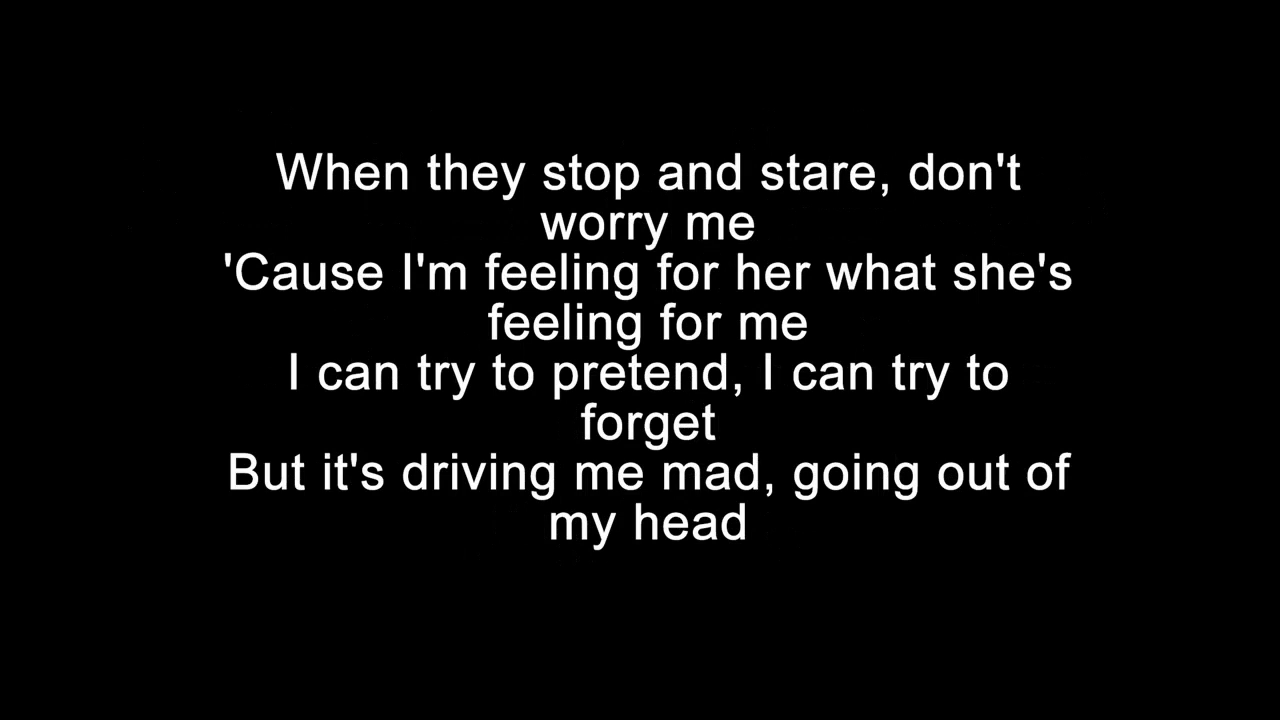 When they stop and stare, don't
worry me
'Cause I'm feeling for her what she's
feeling for me
I can try to pretend, I can try to
forget
But it's driving me mad, going out of
my head